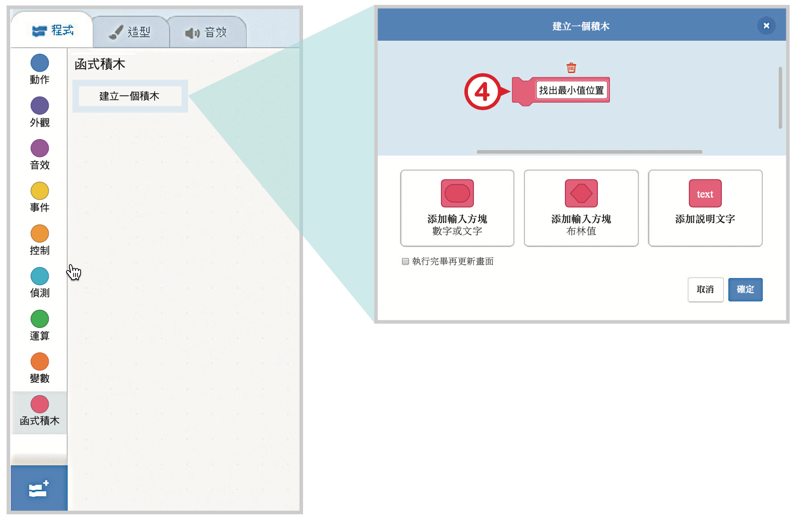 程式
造型
音效
動作
外觀
音效
事件
控制
偵測
運算
變數
函式積木
函式積木
建立一個積木
建立一個積木
4
找出最小值位置
添加輸入方塊
數字或文字
添加輸入方塊
布林值
text
添加說明文字
執行完畢再更新畫面
取消
確定